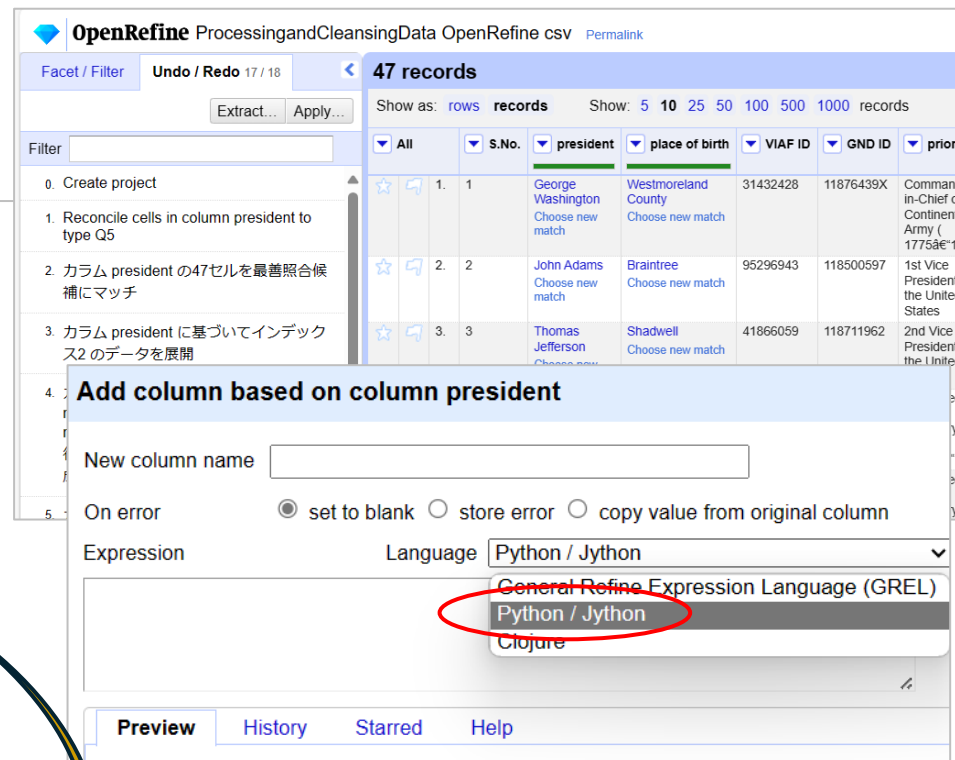 OpenRefine ProcessingandCleansingData OpenRefine csv Permalink
Facet / Filter Undo / Redo 17 / 18
47 records
Extract... Apply...
Show as: rows records Show: 5 10 25 50 100 500 1000 records
Filter
All S.No. president place of birth VIAF ID GND ID
0. Create project
1. Reconcile cells in column president to
type Q5
2. カラム president の47セルを最善照合候
補にマッチ
3. カラム president に基づいてインデック
ス2 のデータを展開
4.
5.
1. 1 George Washington Westmoreland County 31432428 11876439X
Choose new match Choose new match
in-Chief
Army (
1775â€“1
2. 2 John Adams Braintree 95296943 118500597 1st Vice
Choose new match Choose new match
the Unite
States
3. 3 Thomas Jefferson Shadwell 41866059 118711962 2nd Vice
Choose new Choose new match
the Unite
Add column based on column president
New column name
On error set to blank store error copy value from original column
Expression Language Python / Jython
General Refine Expression Language (GREL)
Python / Jython
Clojure
Preview History Starred Help